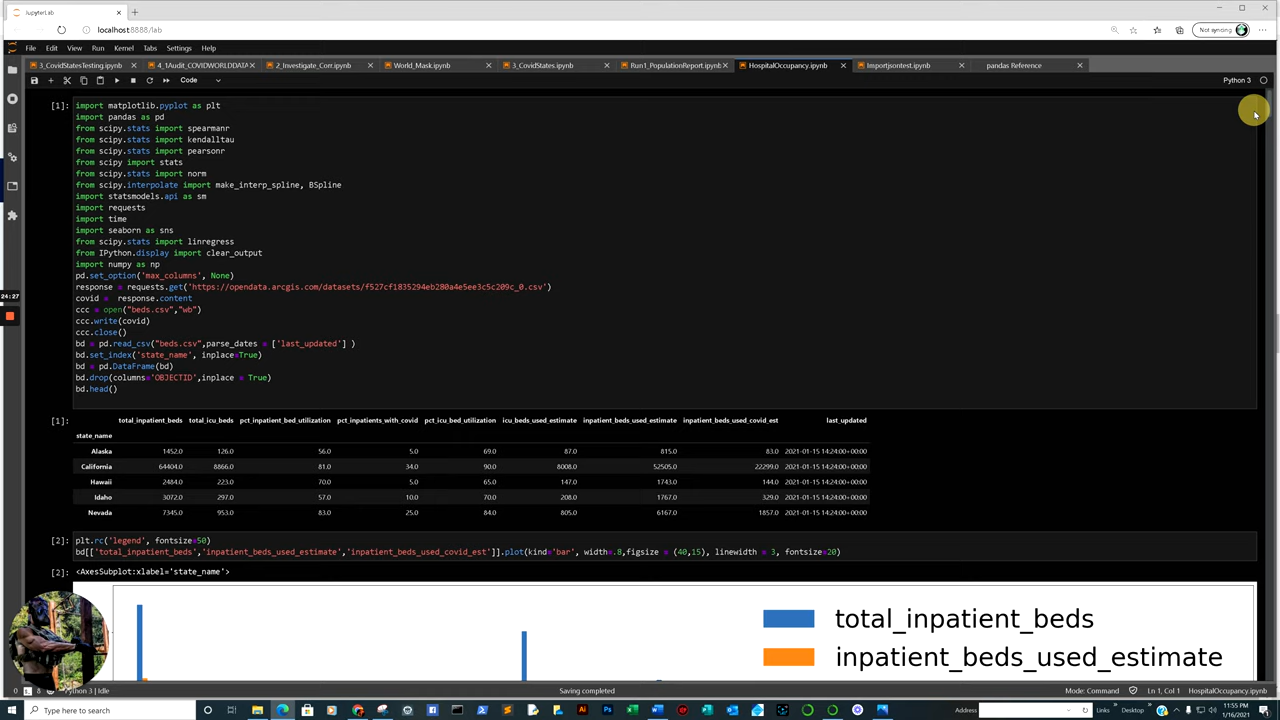 JupyterLab
localhost:8888/lab
Not syncing
File Edit View Run Kernel Tabs Settings Help
3_CovidStatesTesting.ipynb 4_1Audit_COVIDWORLDDATA 2_Investigate_Corr.ipynb World_Mask.ipynb 3_CovidStates.ipynb Run1_PopulationReport.ipynb HospitalOccupancy.ipynb Importjsontest.ipynb pandas Reference
Code
Python 3
[1]:
import matplotlib.pyplot as plt
import pandas as pd
from scipy.stats import spearmanr
from scipy.stats import kendalltau
from scipy.stats import pearsonr
from scipy import stats
from scipy.stats import norm
from scipy.interpolate import make_interp_spline, BSpline
import statsmodels.api as sm
import requests
import time
import seaborn as sns
from scipy.stats import linregress
from IPython.display import clear_output
import numpy as np
pd.set_option('max_columns', None)
response = requests.get('https://opendata.arcgis.com/datasets/f527cf1835294eb280a4e5ee3c5c209c_0.csv')
covid =  response.content
ccc = open("beds.csv","wb")
ccc.write(covid)
ccc.close()
bd = pd.read_csv("beds.csv",parse_dates = ['last_updated'] )
bd.set_index('state_name', inplace=True)
bd = pd.DataFrame(bd)
bd.drop(columns='OBJECTID',inplace = True)
bd.head()
24:27
[1]:
total_inpatient_beds total_icu_beds pct_inpatient_bed_utilization pct_inpatients_with_covid pct_icu_bed_utilization icu_beds_used_estimate inpatient_beds_used_estimate inpatient_beds_used_covid_est last_updated
state_name
Alaska 1452.0 126.0 56.0 5.0 69.0 87.0 815.0 83.0 2021-01-15 14:24:00+00:00
California 64404.0 8866.0 81.0 34.0 90.0 8008.0 52505.0 22299.0 2021-01-15 14:24:00+00:00
Hawaii 2484.0 223.0 70.0 5.0 65.0 147.0 1743.0 144.0 2021-01-15 14:24:00+00:00
Idaho 3072.0 297.0 57.0 10.0 70.0 208.0 1767.0 329.0 2021-01-15 14:24:00+00:00
Nevada 7345.0 953.0 83.0 25.0 84.0 805.0 6167.0 1857.0 2021-01-15 14:24:00+00:00
[2]:
plt.rc('legend', fontsize=50)
bd[['total_inpatient_beds','inpatient_beds_used_estimate','inpatient_beds_used_covid_est']].plot(kind='bar', width=.8,figsize = (40,15), linewidth = 3, fontsize=20)
[2]: <AxesSubplot:xlabel='state_name'>
total_inpatient_beds
inpatient_beds_used_estimate
0 8 Python 3 | Idle Saving completed Mode: Command Ln 1, Col 1 HospitalOccupancy.ipynb
Type here to search Address 11:55 PM
1/16/2021